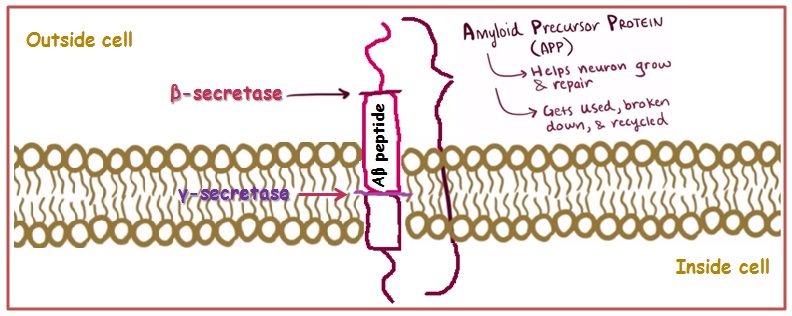 Outside cell
AMYLOID PRECURSOR PROTEIN
(APP)
HELPS NEURON GROW
& REPAIR
GETS USED, BROKEN
DOWN, & RECYCLED
β-secretase
Aβ peptide
γ-secretase
Inside cell